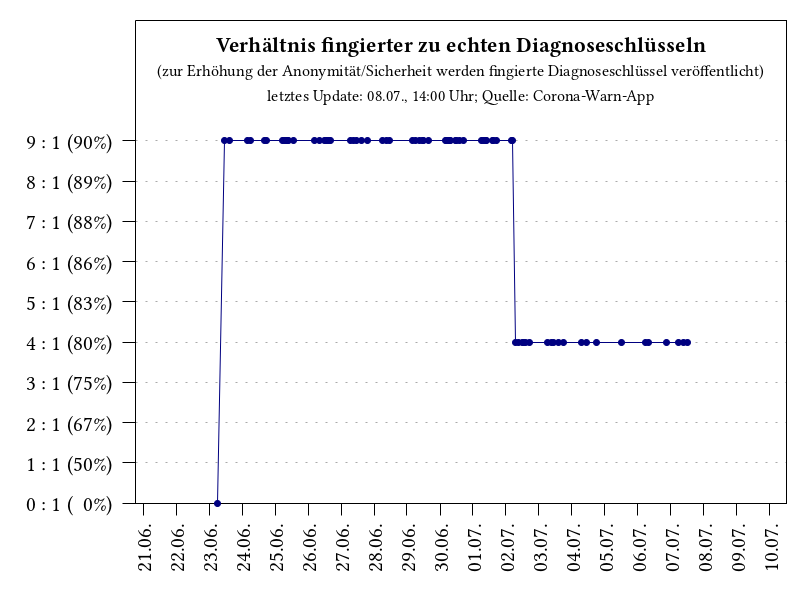 Verhältnis fingierter zu echten Diagnoseschlüsseln
(zur Erhöhung der Anonymität/Sicherheit werden fingierte Diagnoseschlüssel veröffentlicht)
letztes Update: 08.07., 14:00 Uhr; Quelle: Corona-Warn-App
9 : 1 (90%)
8 : 1 (89%)
7 : 1 (88%)
6 : 1 (86%)
5 : 1 (83%)
4 : 1 (80%)
3 : 1 (75%)
2 : 1 (67%)
1 : 1 (50%)
0 : 1 (  0%)
21.06.
22.06.
23.06.
24.06.
25.06.
26.06.
27.06.
28.06.
29.06.
30.06.
01.07.
02.07.
03.07.
04.07.
05.07.
06.07.
07.07.
08.07.
09.07.
10.07.